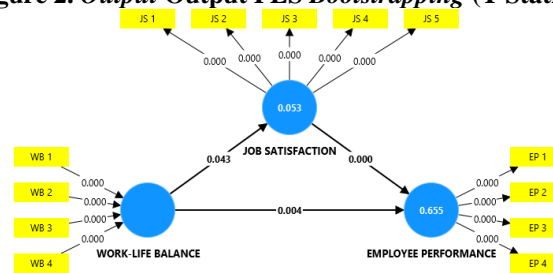 Figure 2. Output Output PLS Bootstrapping (T Stati
JS 1 JS 2 JS 3 JS 4 JS 5
0.000 0.000 0.000 0.000 0.000
0.053
JOB SATISFACTION
0.043 0.000
WB 1 0.000
WB 2 0.000
WB 3 0.000
WB 4 0.000
0.004
0.655
EP 1 0.000
EP 2 0.000
EP 3 0.000
EP 4 0.000
WORK-LIFE BALANCE EMPLOYEE PERFORMANCE